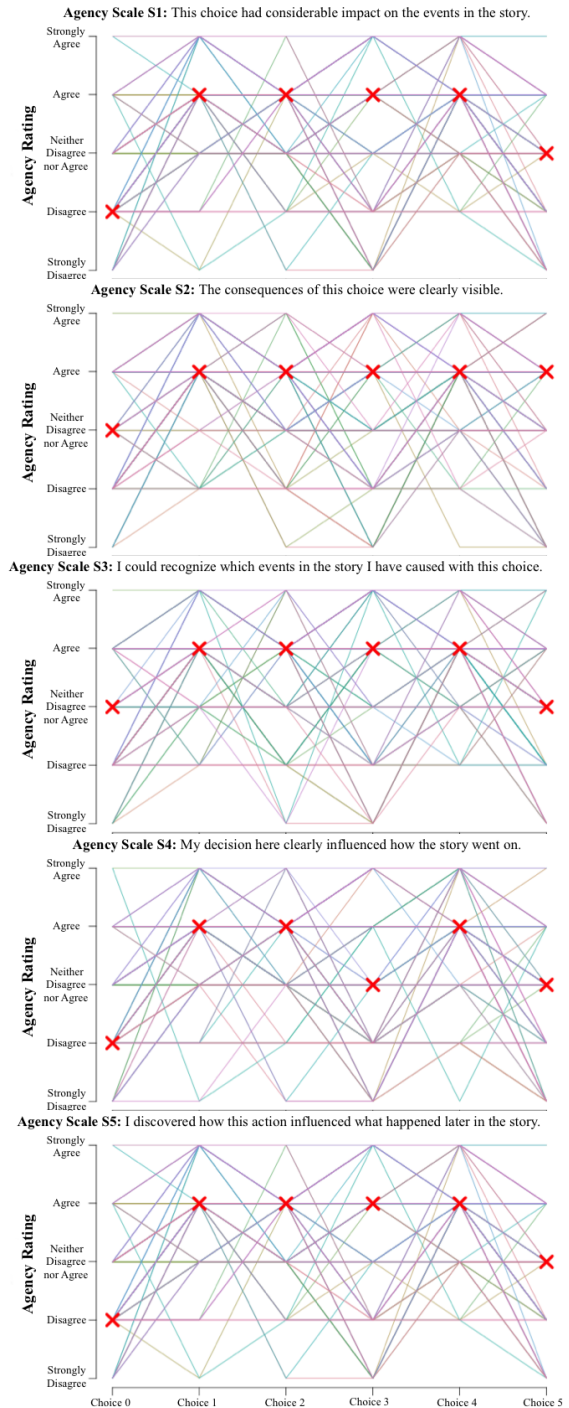 Agency Scale S1: This choice had considerable impact on the events in the story.
Strongly
Agree
Agree
Neither
Disagree
nor Agree
Disagree
Strongly
Disagree
Agency Rating
Agency Scale S2: The consequences of this choice were clearly visible.
Strongly
Agree
Agree
Neither
Disagree
nor Agree
Disagree
Strongly
Disagree
Agency Rating
Agency Scale S3: I could recognize which events in the story I have caused with this choice.
Strongly
Agree
Agree
Neither
Disagree
nor Agree
Disagree
Strongly
Disagree
Agency Rating
Agency Scale S4: My decision here clearly influenced how the story went on.
Strongly
Agree
Agree
Neither
Disagree
nor Agree
Disagree
Strongly
Disagree
Agency Rating
Agency Scale S5: I discovered how this action influenced what happened later in the story.
Strongly
Agree
Agree
Neither
Disagree
nor Agree
Disagree
Strongly
Disagree
Agency Rating
Choice 0 Choice 1 Choice 2 Choice 3 Choice 4 Choice 5